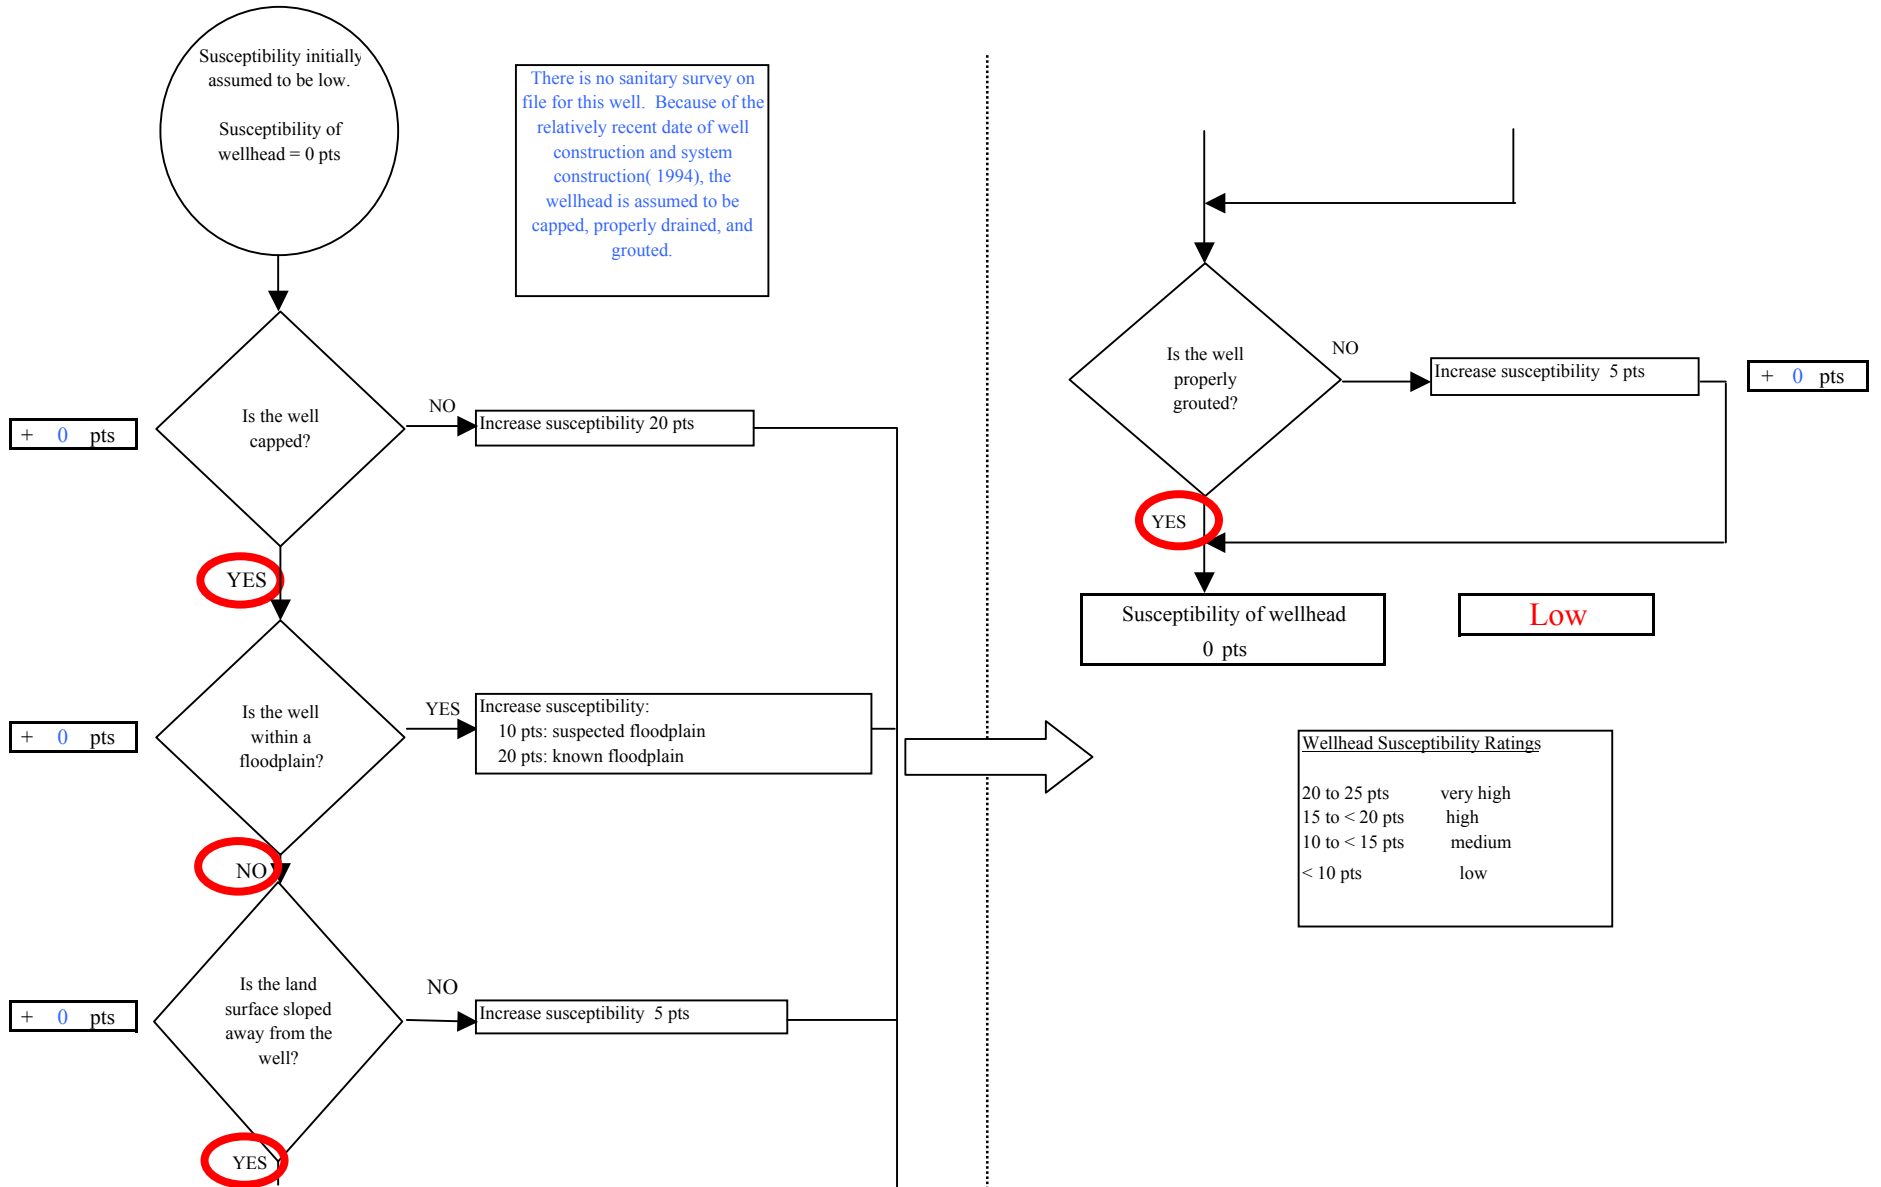 Susceptibility initially
assumed to be low.
Susceptibility of
wellhead = 0 pts
There is no sanitary survey on
file for this well.  Because of the
relatively recent date of well
construction and system
construction( 1994), the
wellhead is assumed to be
capped, properly drained, and
grouted.
Is the well
capped?
NO
Increase susceptibility 20 pts
+ 0 pts
YES
Is the well
within a
floodplain?
YES
Increase susceptibility:
10 pts: suspected floodplain
20 pts: known floodplain
+ 0 pts
NO
Is the land
surface sloped
away from the
well?
NO
Increase susceptibility  5 pts
+ 0 pts
YES
Is the well
properly
grouted?
NO
Increase susceptibility  5 pts
+ 0 pts
YES
Susceptibility of wellhead
0 pts
Low
Wellhead Susceptibility Ratings
20 to 25 pts very high
15 to < 20 pts high
10 to < 15 pts medium
< 10 pts low